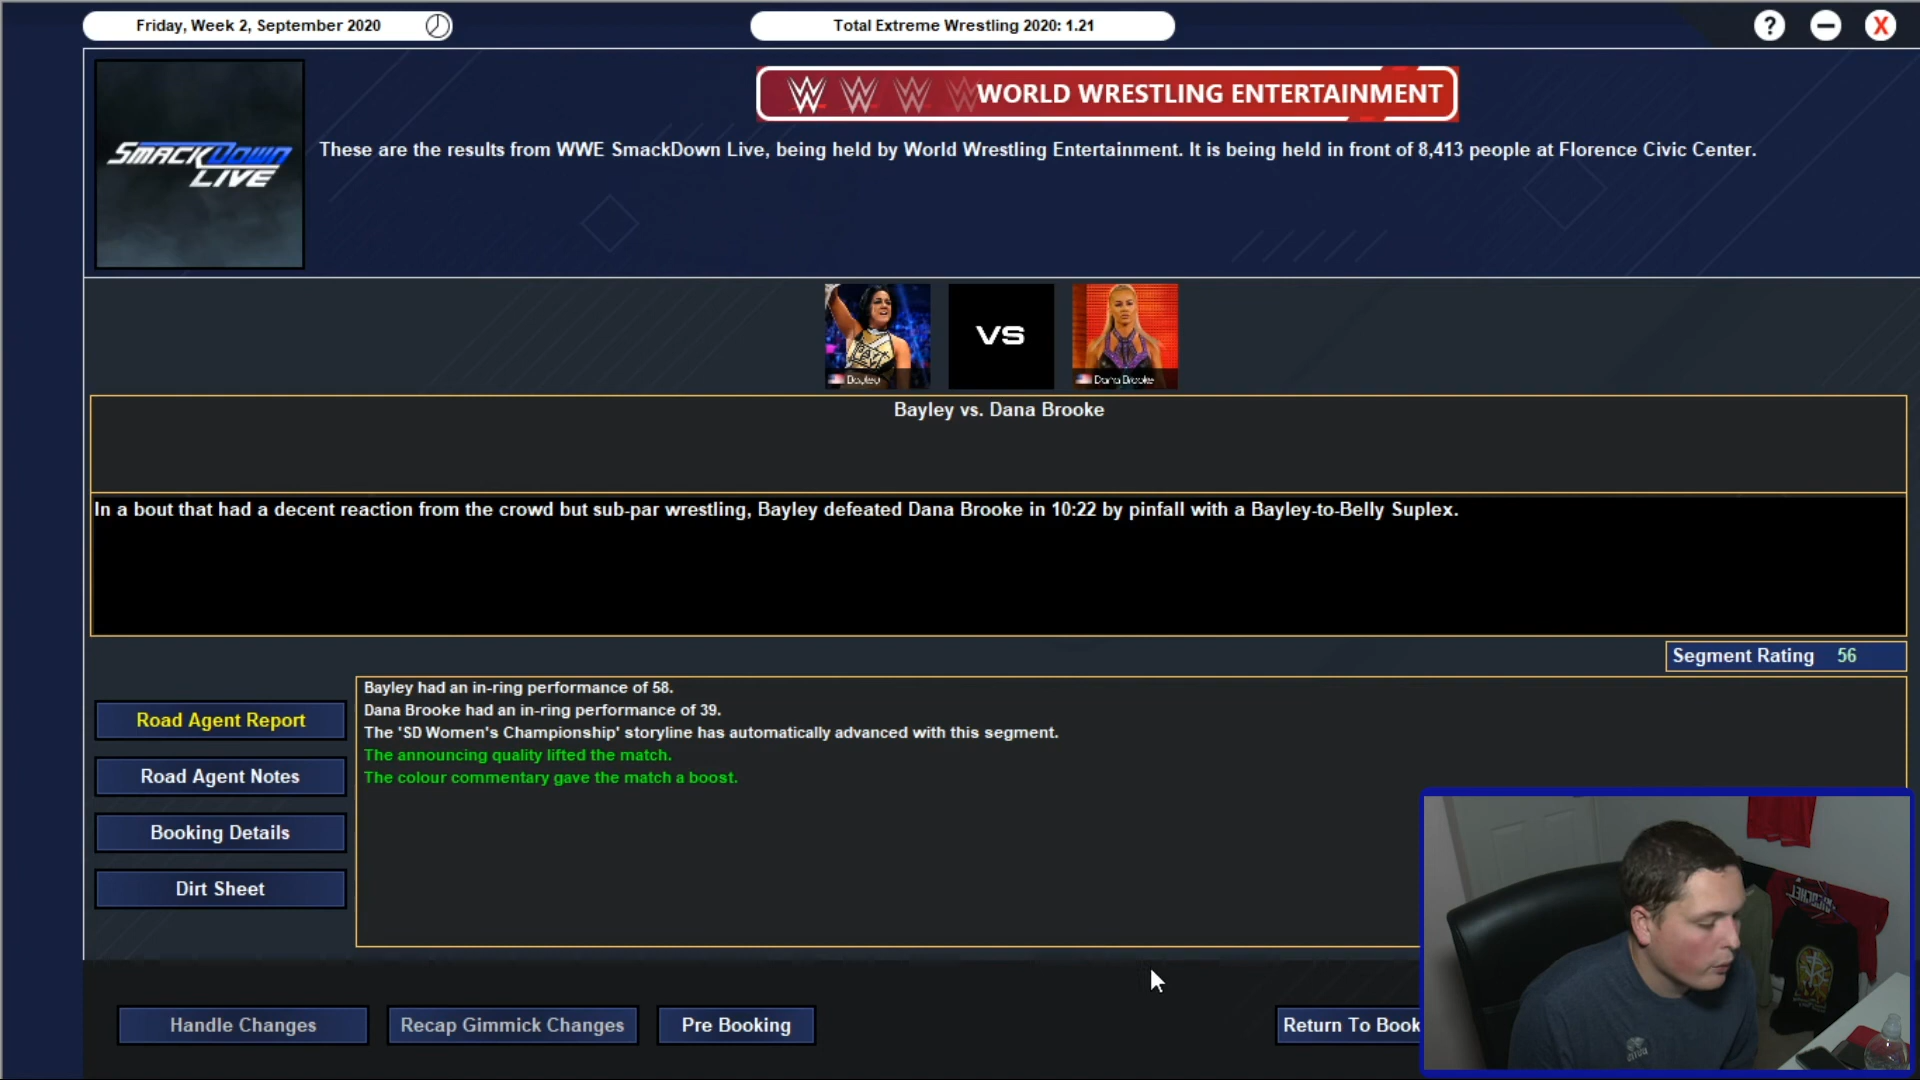 Friday, Week 2, September 2020
Total Extreme Wrestling 2020: 1.21
?
X
WORLD WRESTLING ENTERTAINMENT
SMACKDOWN
LIVE
These are the results from WWE SmackDown Live, being held by World Wrestling Entertainment. It is being held in front of 8,413 people at Florence Civic Center.
Bayley
VS
Dana Brooke
Bayley vs. Dana Brooke
In a bout that had a decent reaction from the crowd but sub-par wrestling, Bayley defeated Dana Brooke in 10:22 by pinfall with a Bayley-to-Belly Suplex.
Segment Rating 56
Road Agent Report
Road Agent Notes
Booking Details
Dirt Sheet
Bayley had an in-ring performance of 58.
Dana Brooke had an in-ring performance of 39.
The 'SD Women's Championship' storyline has automatically advanced with this segment.
The announcing quality lifted the match.
The colour commentary gave the match a boost.
Handle Changes
Recap Gimmick Changes
Pre Booking
Return To Book